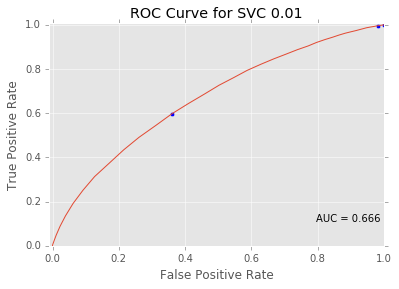 ROC Curve for SVC 0.01
True Positive Rate
1.0
0.8
0.6
0.4
0.2
0.0
AUC = 0.666
0.0 0.2 0.4 0.6 0.8 1.0
False Positive Rate